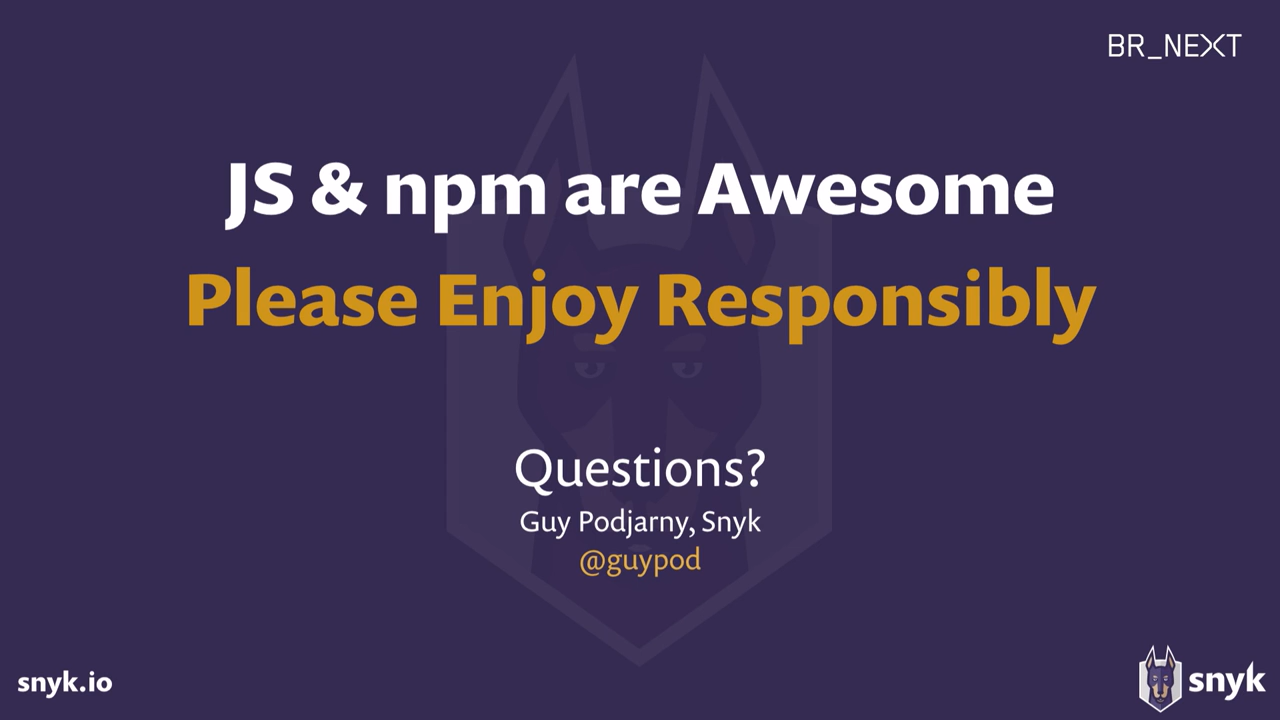 BR_NEXT
JS & npm are Awesome
Please Enjoy Responsibly
Questions?
Guy Podjarny, Snyk
@guypod
snyk.io
snyk